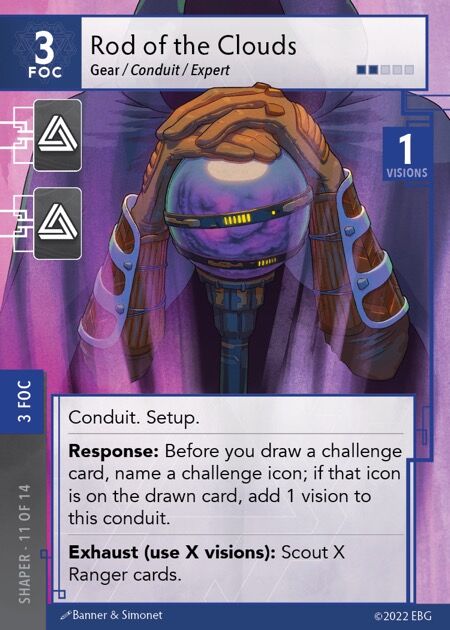 3
FOC
Rod of the Clouds
Gear / Conduit / Expert
1
VISIONS
3 FOC
Conduit. Setup.
Response: Before you draw a challenge
card, name a challenge icon; if that icon
is on the drawn card, add 1 vision to
this conduit.
Exhaust (use X visions): Scout X
Ranger cards.
SHAPER - 11 OF 14
Banner & Simonet
©2022 EBG